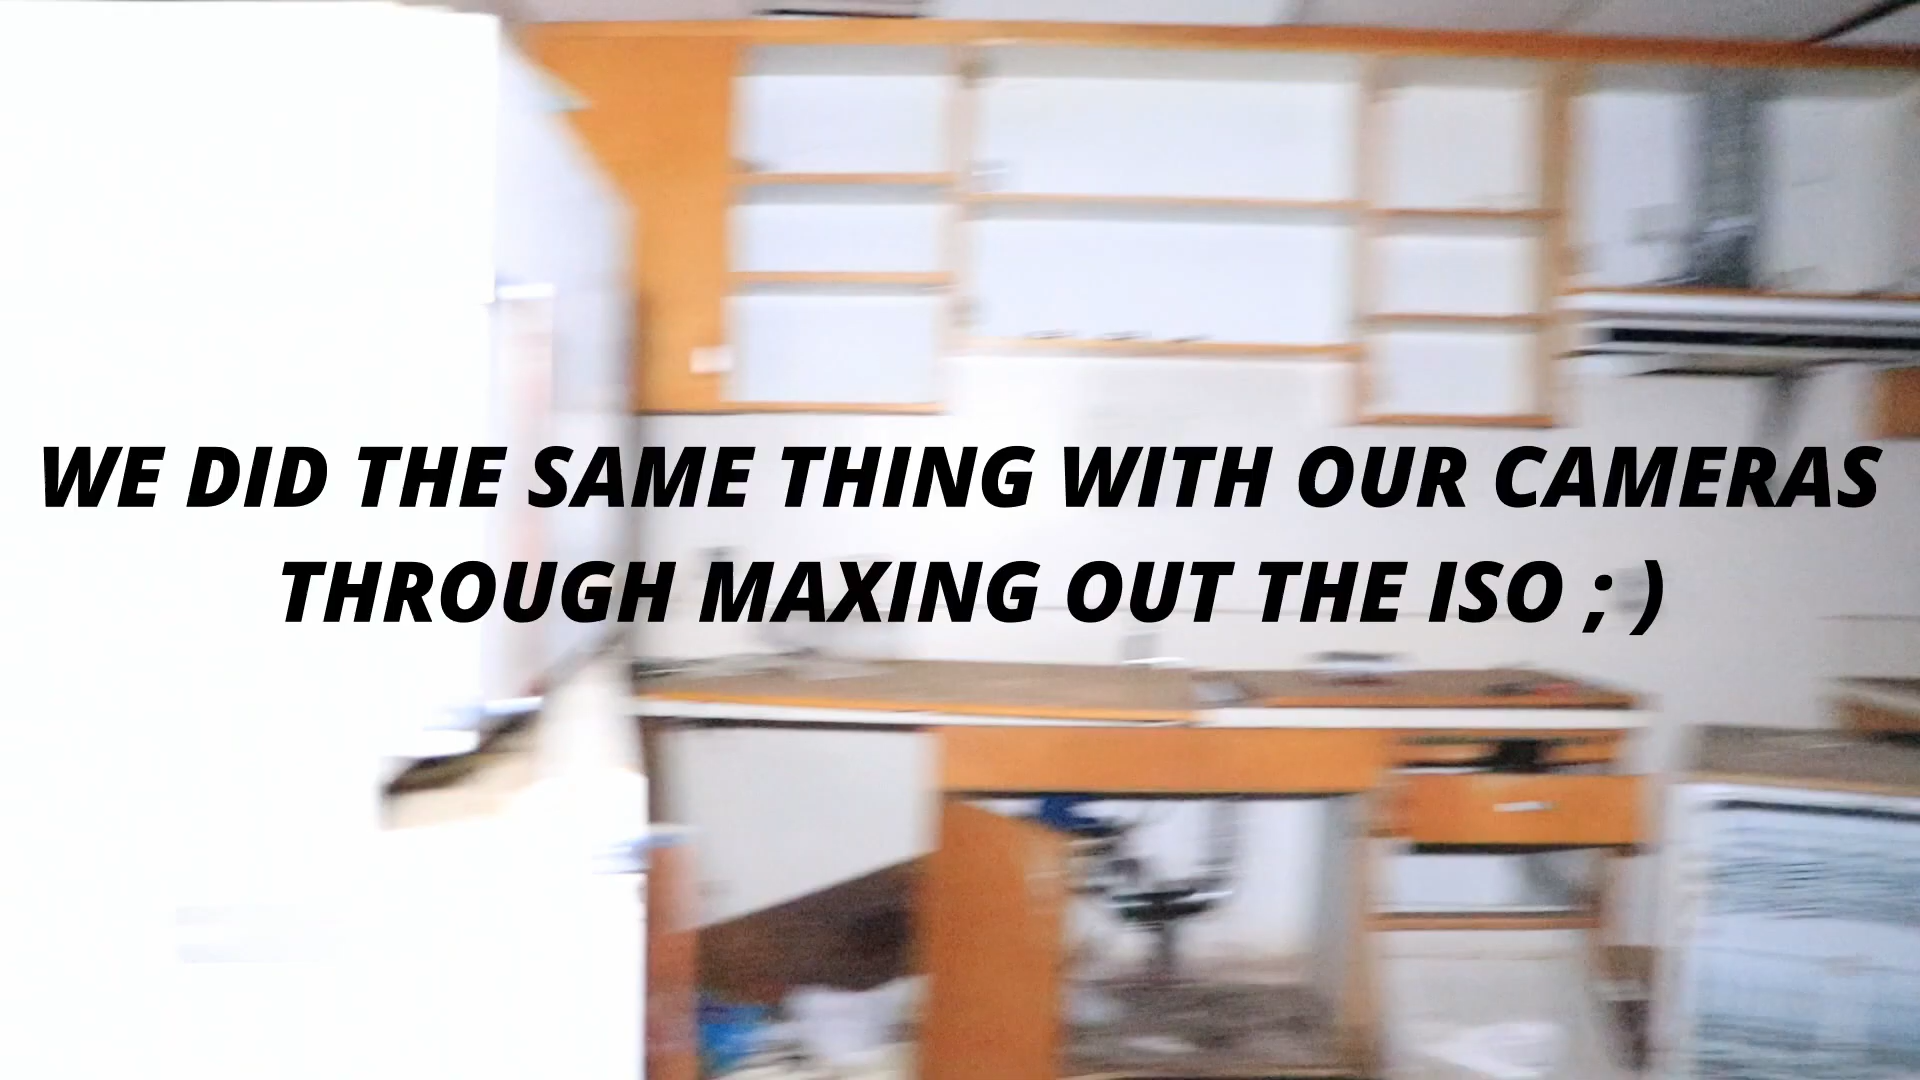 WE DID THE SAME THING WITH OUR CAMERAS
THROUGH MAXING OUT THE ISO ; )